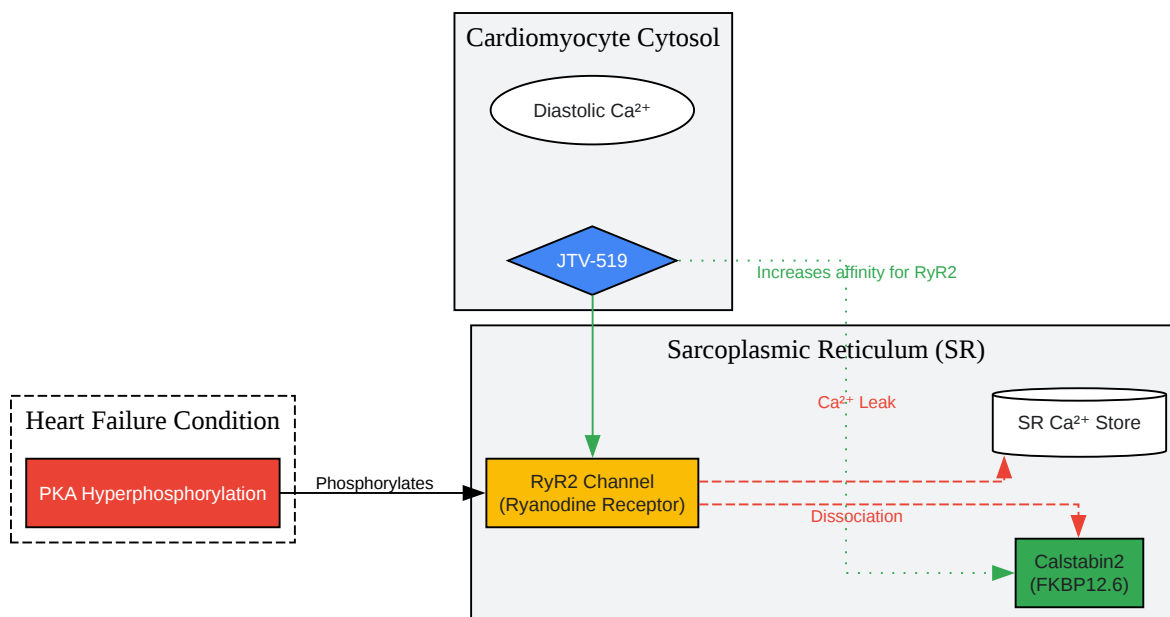 Cardiomyocyte Cytosol
Diastolic Ca²⁺
JTV-519
Increases affinity for RyR2
Sarcoplasmic Reticulum (SR)
Ca²⁺ Leak
SR Ca²⁺ Store
Heart Failure Condition
PKA Hyperphosphorylation
Phosphorylates
RyR2 Channel
(Ryanodine Receptor)
Dissociation
Calstabin2
(FKBP12.6)